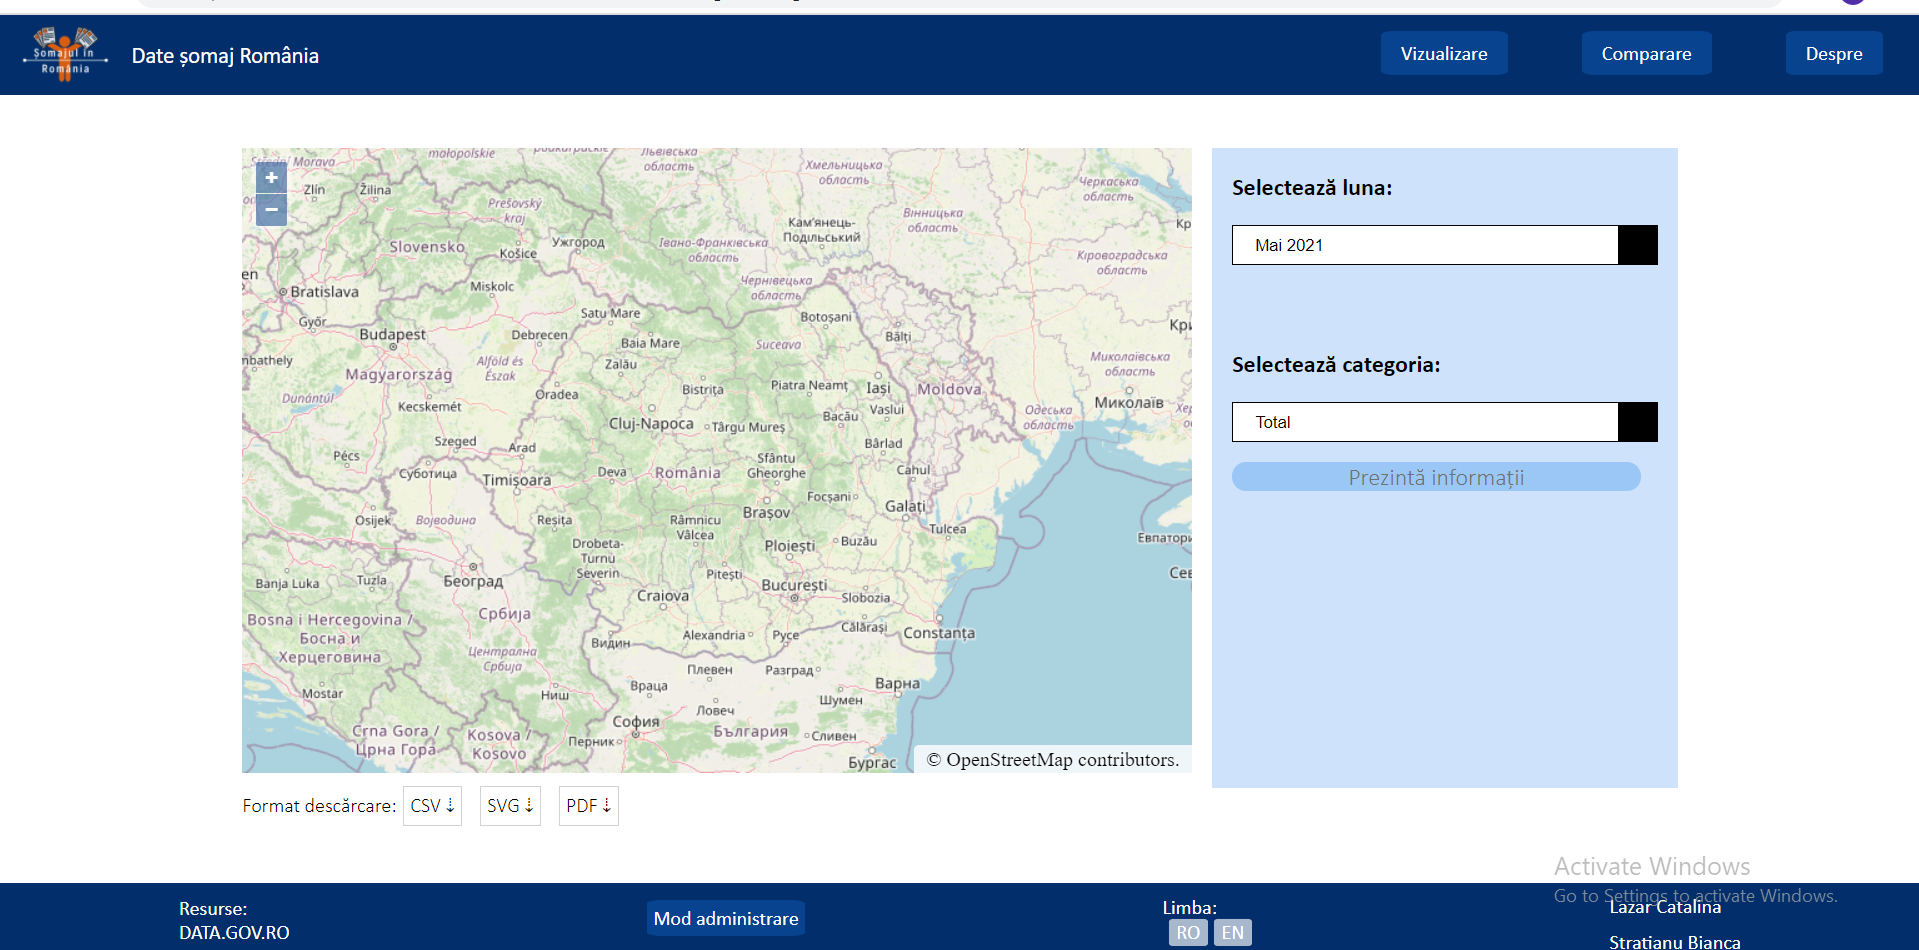 Somajul in
România
Date șomaj România
Vizualizare
Comparare
Despre
+
−
małopolskie
Львівська
область
Хмельницька
область
Черкаська
область
Zlín
Žilina
Prešovský
kraj
Кам'янець-
Подільський
Вінницька
область
Slovensko
Košice
Ужгород
Івано-Франківська
область
Кіровоградська
область
Чернівецька
область
Bratislava
Miskolc
Győr
Budapest
Debrecen
Satu Mare
Baia Mare
Botoșani
Bălți
Suceava
Zalău
Alföld és
Észak
Magyarország
Миколаївська
область
Dunántúl
Kecskemét
Oradea
Bistrița
Piatra Neamț
Iași
Moldova
Миколаїв
Одеська
область
Cluj-Napoca
Târgu Mureș
Bacău
Vaslui
Szeged
Arad
Bârlad
Pécs
Суботица
Timișoara
Deva
România
Sfântu
Gheorghe
Cahul
Focșani
Galați
Osijek
Војводина
Reșița
Râmnicu
Vâlcea
Brașov
Tulcea
Drobeta-
Turnu
Severin
Ploiești
Buzău
Banja Luka
Tuzla
Београд
Pitești
București
Craiova
Slobozia
Bosna i Hercegovina /
Босна и
Херцеговина
Србија
Alexandria
Русе
Călărași
Constanța
Видин
Централна
Србија
Плевен
Разград
Mostar
Ниш
Враца
Варна
Шумен
Ловеч
Crna Gora /
Црна Гора
Kosova /
Kosovo
София
Перник
България
Сливен
Бургас
© OpenStreetMap contributors.
Selectează luna:
Mai 2021
Selectează categoria:
Total
Prezintă informații
Format descărcare:
CSV ⇣
SVG ⇣
PDF ⇣
Activate Windows
Go to Settings to activate Windows.
Resurse:
DATA.GOV.RO
Mod administrare
Limba:
RO
EN
Lazar Catalina
Stratianu Bianca